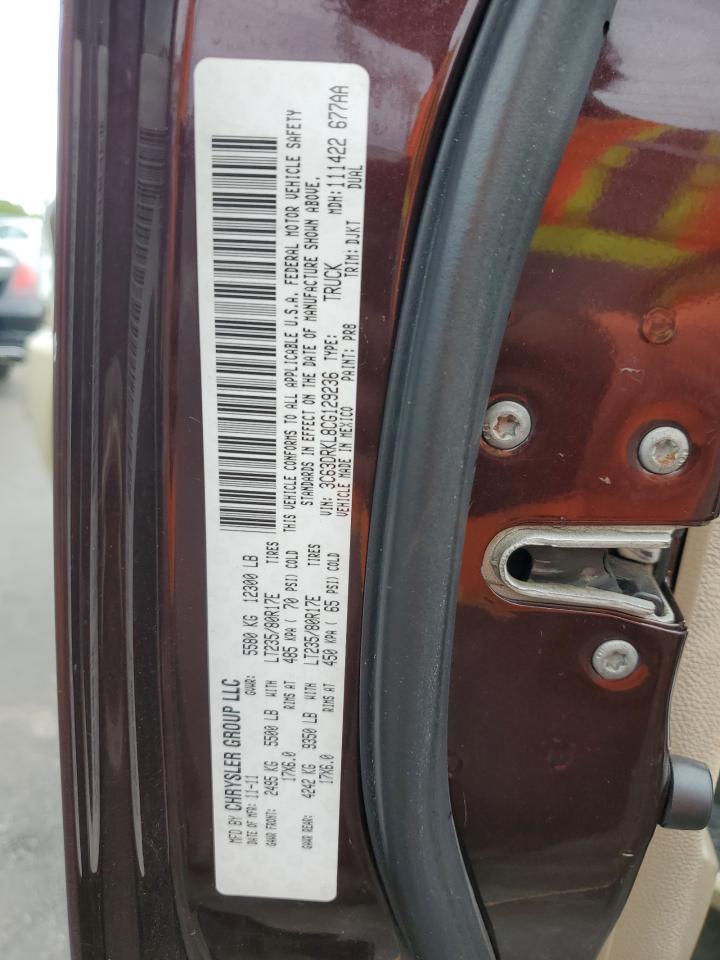 MFD BY CHRYSLER GROUP LLC
DATE OF MFR: 11-11 GVWR: 5580 KG 12300 LB
GAWR FRONT: 2495 KG 5500 LB WITH LT235/80R17E TIRES
17X6.0 RIMS AT 485 KPA ( 70 PSI) COLD
GAWR REAR: 4242 KG 9350 LB WITH LT235/80R17E TIRES
17X6.0 RIMS AT 450 KPA ( 65 PSI) COLD
THIS VEHICLE CONFORMS TO ALL APPLICABLE U.S.A. FEDERAL MOTOR VEHICLE SAFETY
STANDARDS IN EFFECT ON THE DATE OF MANUFACTURE SHOWN ABOVE.
VIN: 3C63DRKL8CG129236 TYPE: TRUCK MDH:111422 677AA
VEHICLE MADE IN MEXICO PAINT: PR8 TRIM: DJKT DUAL